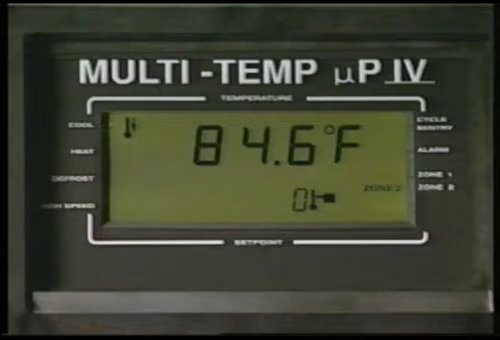 MULTI-TEMP µP IV
TEMPERATURE
COOL
CYCLE SENTRY
84.6°F
HEAT
ALARM
DEFROST
ZONE 1
ZONE 2
ZONE 2
0
HIGH SPEED
SETPOINT